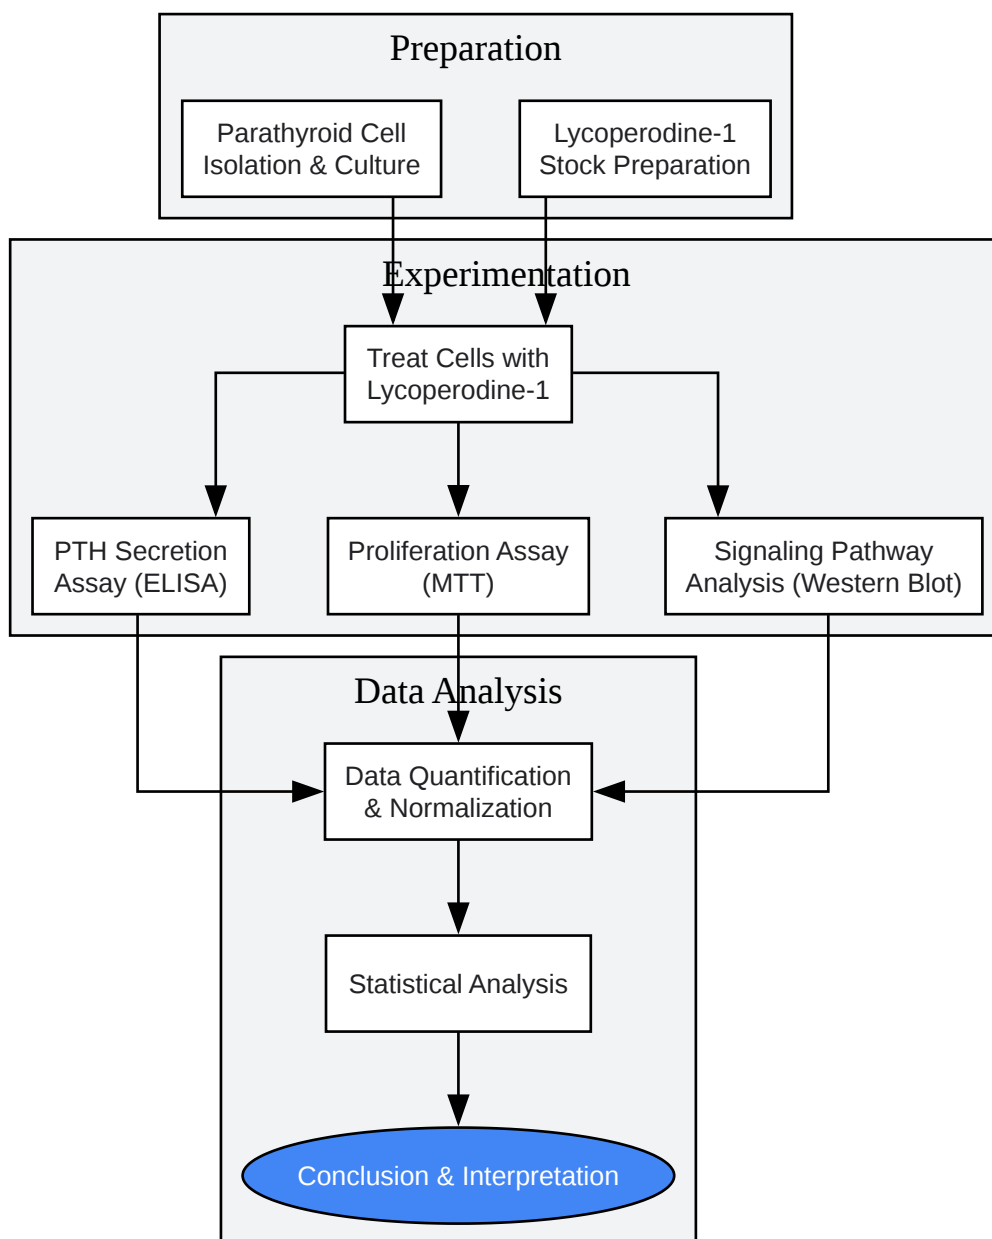 Preparation
Parathyroid Cell
Isolation & Culture
Lycoperodine-1
Stock Preparation
Experimentation
Treat Cells with
Lycoperodine-1
PTH Secretion
Assay (ELISA)
Proliferation Assay
(MTT)
Signaling Pathway
Analysis (Western Blot)
Data Analysis
Data Quantification
& Normalization
Statistical Analysis
Conclusion & Interpretation